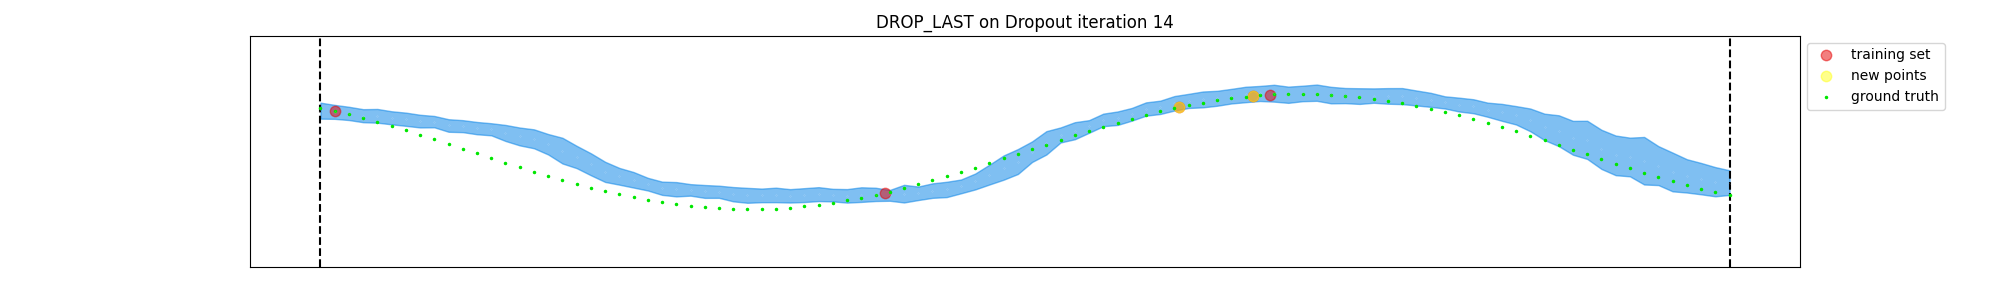 DROP_LAST on Dropout iteration 14
training set
new points
ground truth